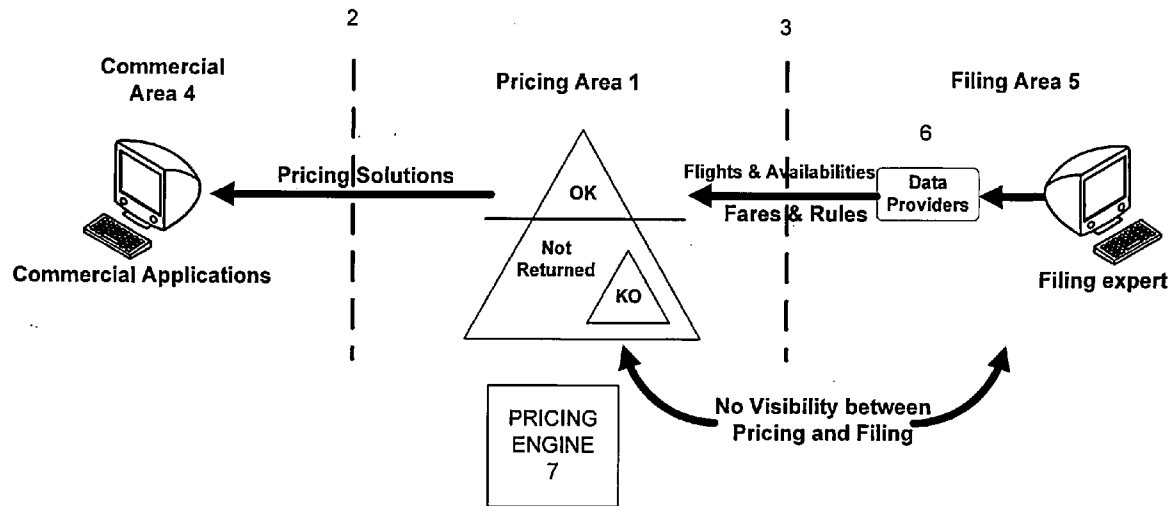 2
3
Commercial
Area 4
Pricing Area 1
Filing Area 5
6
Pricing Solutions
OK
Flights & Availabilities
Fares & Rules
Data
Providers
Not
Returned
KO
Commercial Applications
Filing expert
No Visibility between
Pricing and Filing
PRICING
ENGINE
7